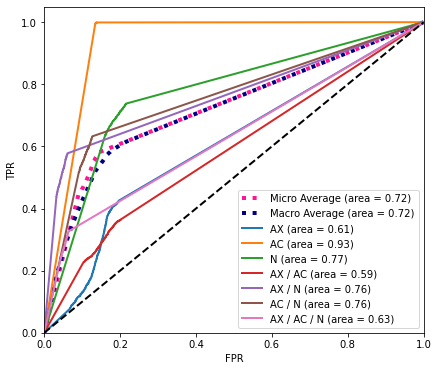 1.0
0.8
0.6
0.4
0.2
0.0
TPR
Micro Average (area = 0.72)
Macro Average (area = 0.72)
AX (area = 0.61)
AC (area = 0.93)
N (area = 0.77)
AX / AC (area = 0.59)
AX / N (area = 0.76)
AC / N (area = 0.76)
AX / AC / N (area = 0.63)
0.0 0.2 0.4 0.6 0.8 1.0
FPR